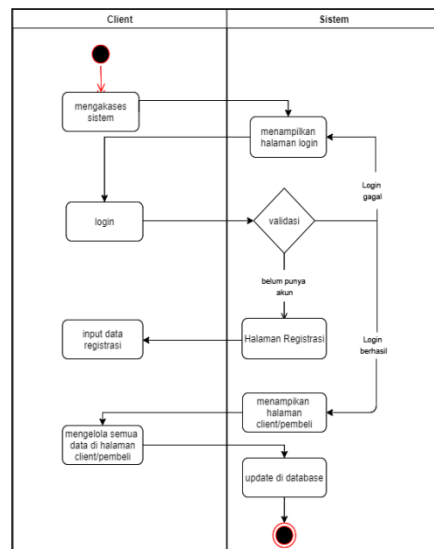 Client
Sistem
mengakases
sistem
menampilkan
halaman login
Login
gagal
login
validasi
belum punya
akun
input data
registrasi
Halaman Registrasi
Login
berhasil
menampikan
halaman
client/pembeli
mengelola semua
data di halaman
client/pembeli
update di database